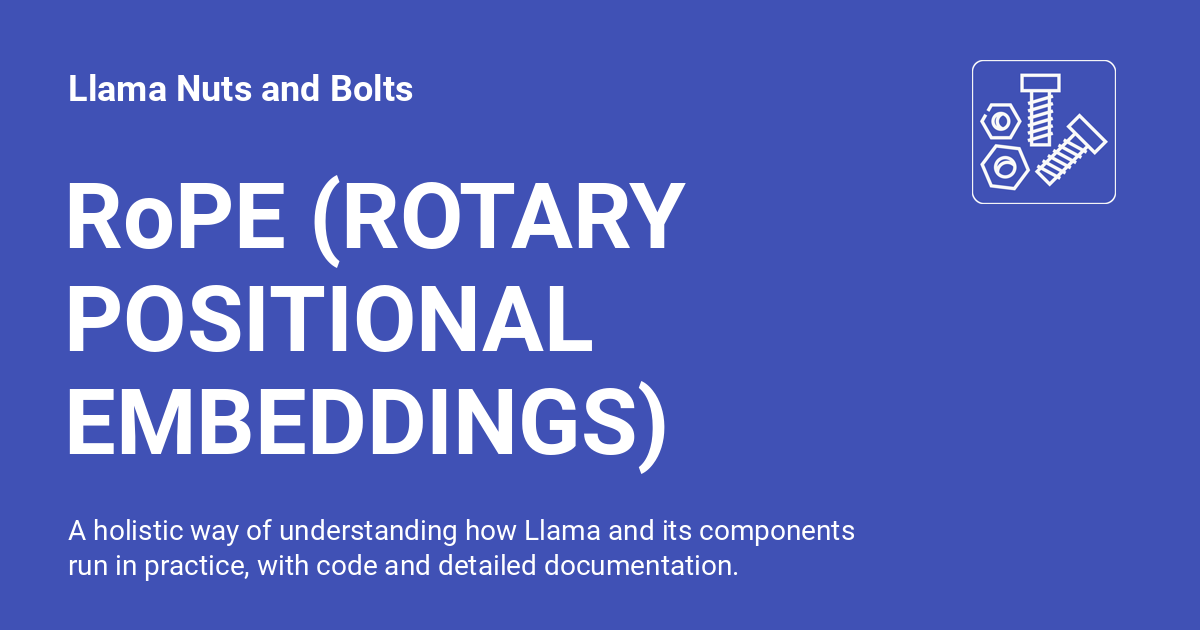 Llama Nuts and Bolts
RoPE (ROTARY
POSITIONAL
EMBEDDINGS)
A holistic way of understanding how Llama and its components
run in practice, with code and detailed documentation.